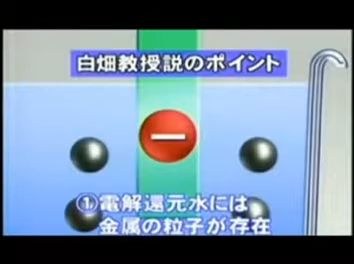 白畑教授説のポイント
①電解還元水には
金属の粒子が存在